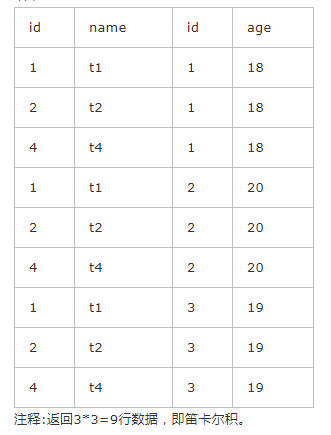 id name id age
1 t1 1 18
2 t2 1 18
4 t4 1 18
1 t1 2 20
2 t2 2 20
4 t4 2 20
1 t1 3 19
2 t2 3 19
4 t4 3 19
注释:返回3*3=9行数据，即笛卡尔积。